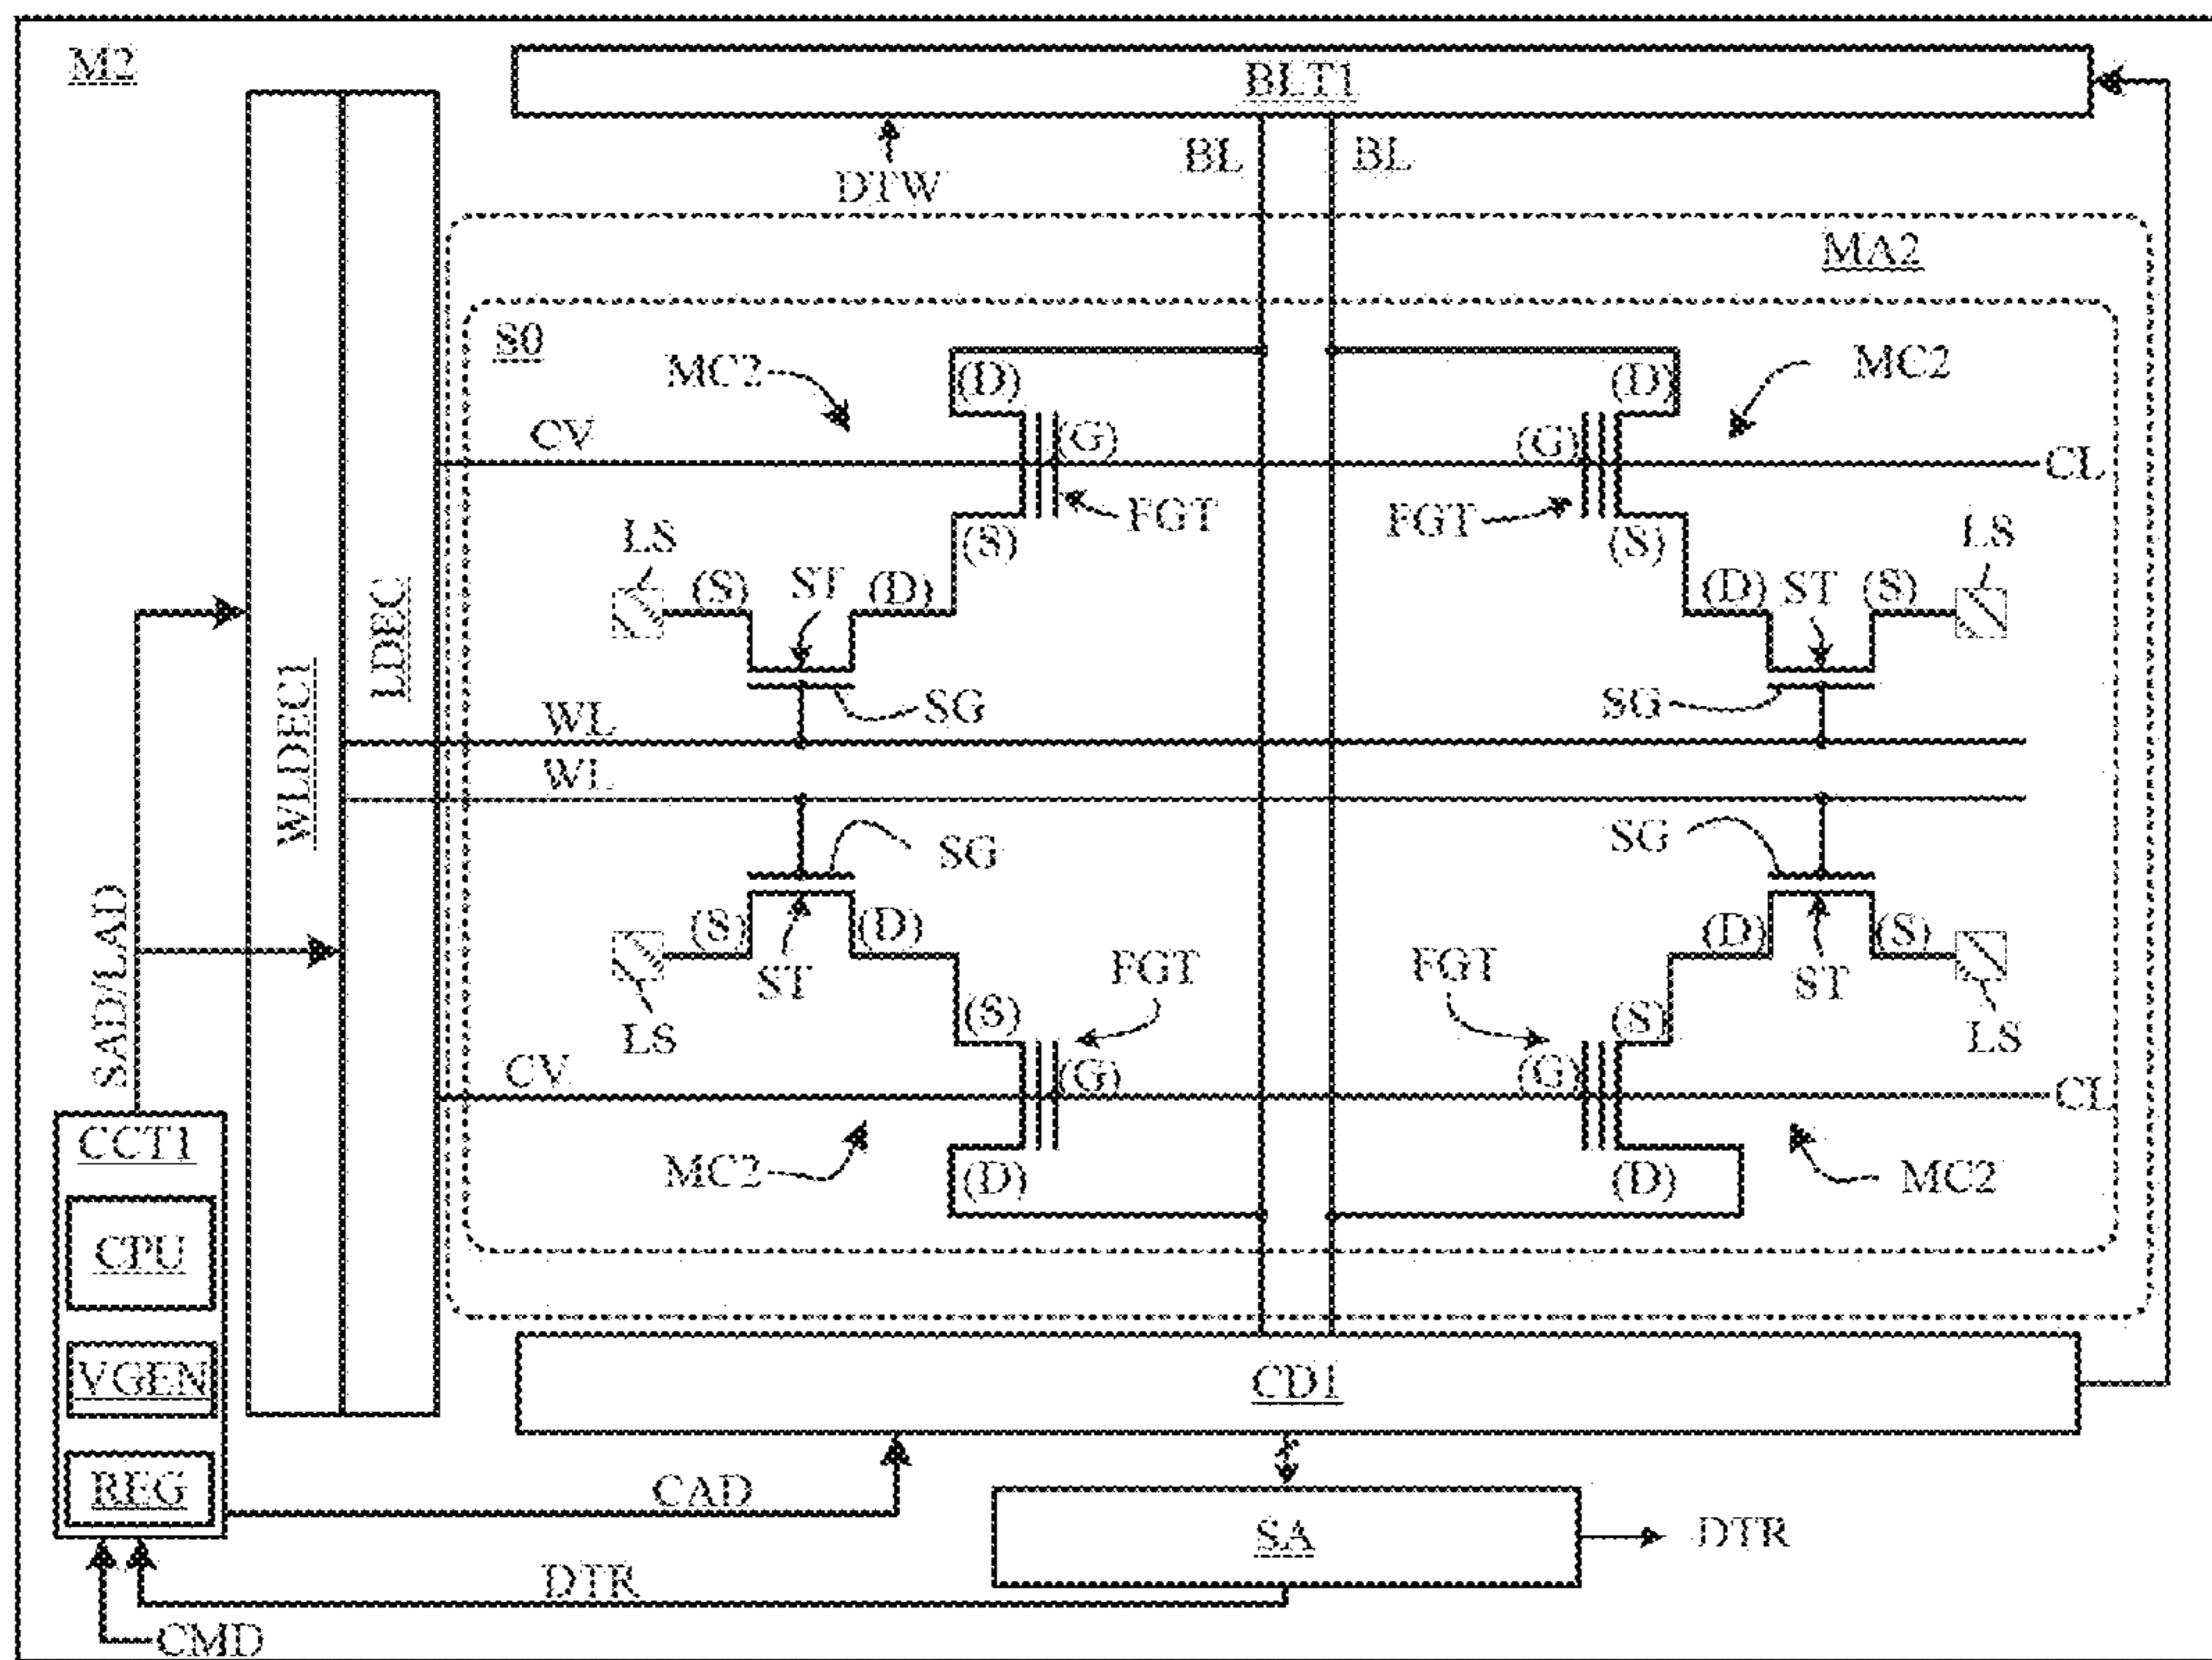 M2
BLT1
BL BL
DTW
MA2
S0
MC2 (D) (D) MC2
CV (G) (G) CL
FGT FGT
(S) (S)
LS LS
(S) ST (D) (D) ST (S)
SG SG
WL
WL
SG SG
WLDEC1
LDEC
SAD/LAD
(S) (D) (D) (S)
ST ST
FGT FGT
LS LS
(S) (S)
CV (G) (G) CL
MC2 (D) (D) MC2
CCT1
CPU
VGEN
REG
CD1
CAD
SA
DTR
DTR
CMD